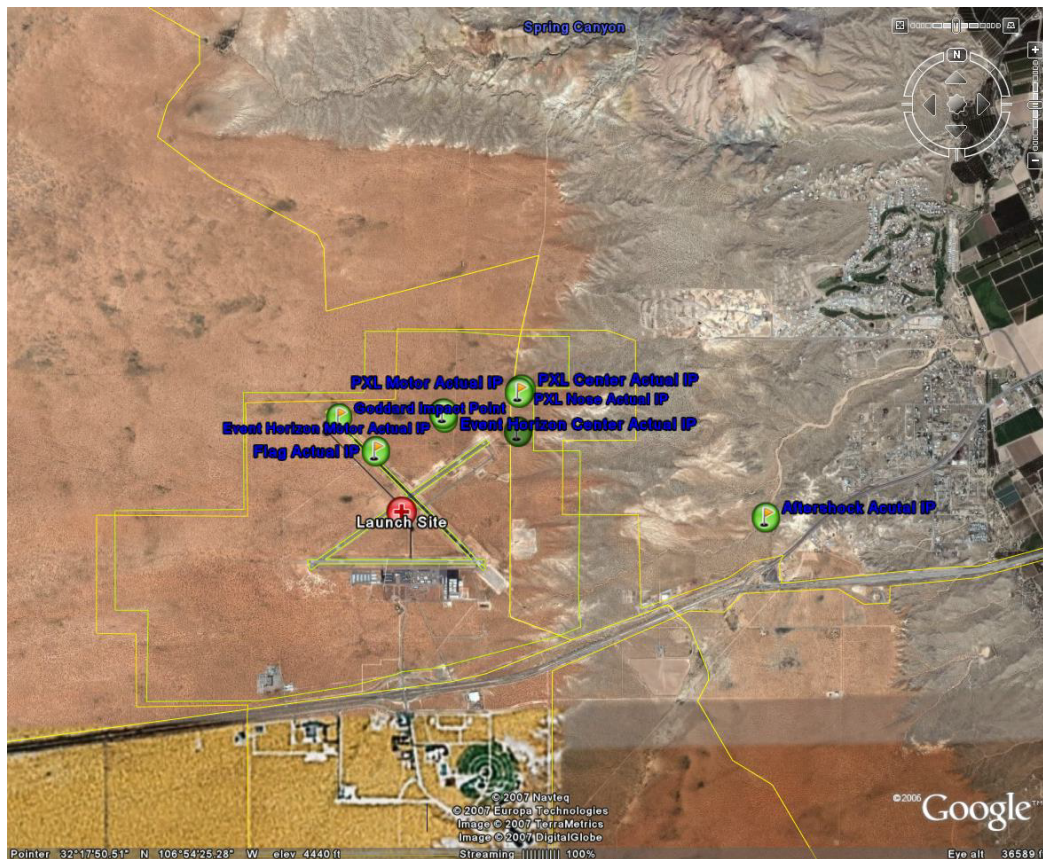 Spring Canyon
N
PXL Motor Actual IP
PXL Center Actual IP
PXL Nose Actual IP
Goddard Impact Point
Event Horizon Motor Actual IP
Event Horizon Center Actual IP
Flag Actual IP
Aftershock Acutal IP
Launch Site
© 2007 Navteq
© 2007 Europa Technologies
Image © 2007 TerraMetrics
Image © 2007 DigitalGlobe
©2006 Google™
Pointer 32°17'50.51" N 106°54'25.28" W elev 4440 ft
Streaming ||||||||| 100%
Eye alt 36589 f